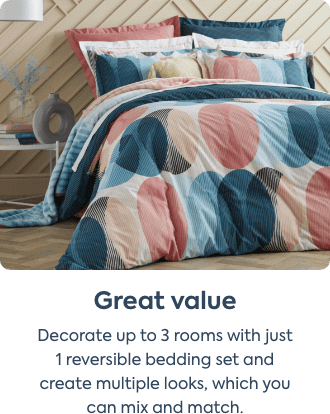 Great value
Decorate up to 3 rooms with just
1 reversible bedding set and
create multiple looks, which you
can mix and match.